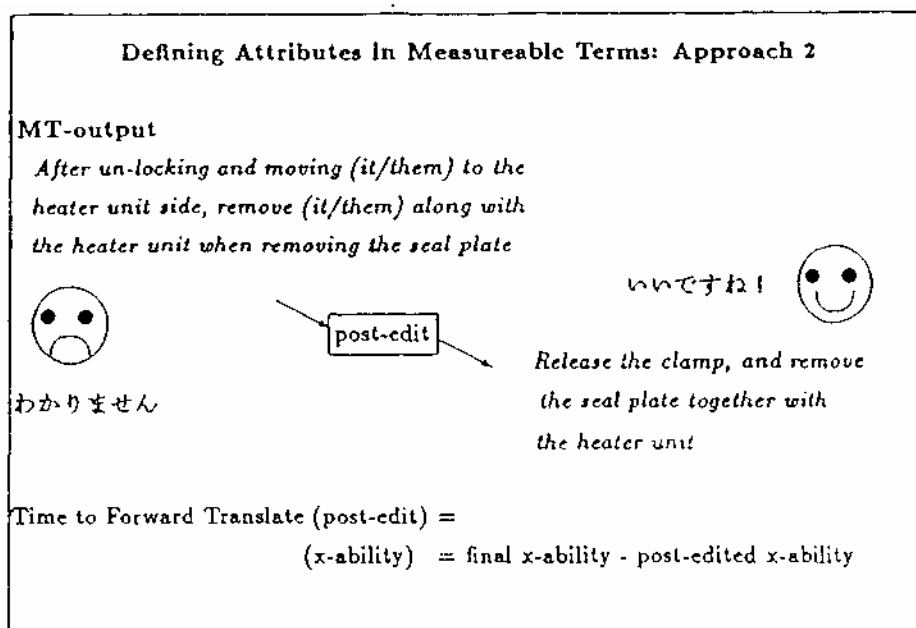 Defining Attributes in Measureable Terms: Approach 2
MT-output
After un-locking and moving (it/them) to the
heater unit side, remove (it/them) along with
the heater unit when removing the seal plate
いいですね!
post-edit
わかりません
Release the clamp, and remove
the seal plate together with
the heater unit
Time to Forward Translate (post-edit) =
(x-ability) = final x-ability - post-edited x-ability